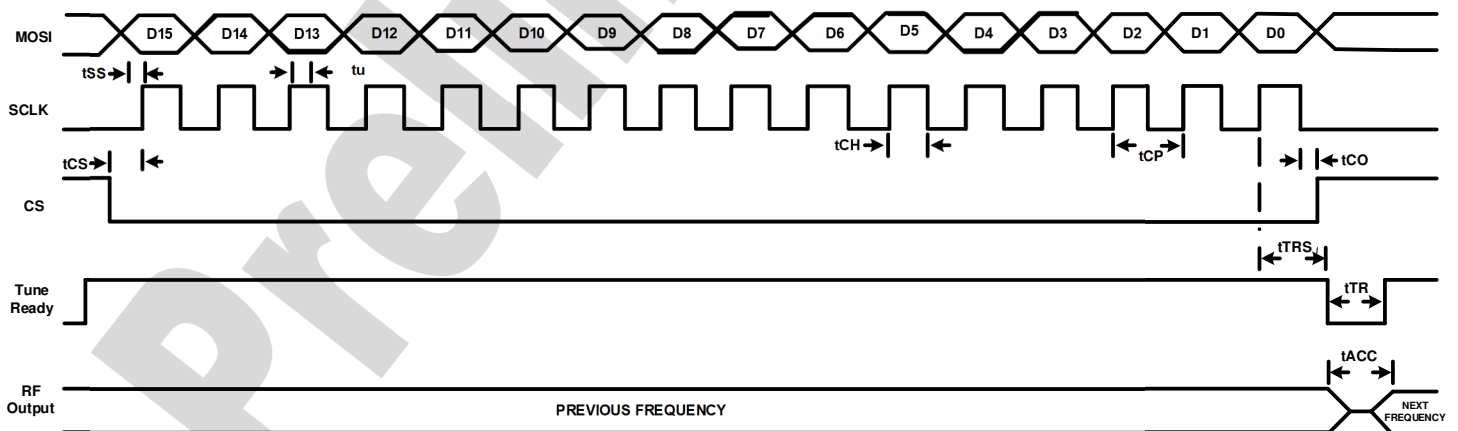 MOSI
D15 D14 D13 D12 D11 D10 D9 D8 D7 D6 D5 D4 D3 D2 D1 D0
tSS
tu
SCLK
tCH
tCP
tCS
tCO
CS
tTRS
Tune
Ready
tTR
tACC
RF
Output
PREVIOUS FREQUENCY
NEXT
FREQUENCY